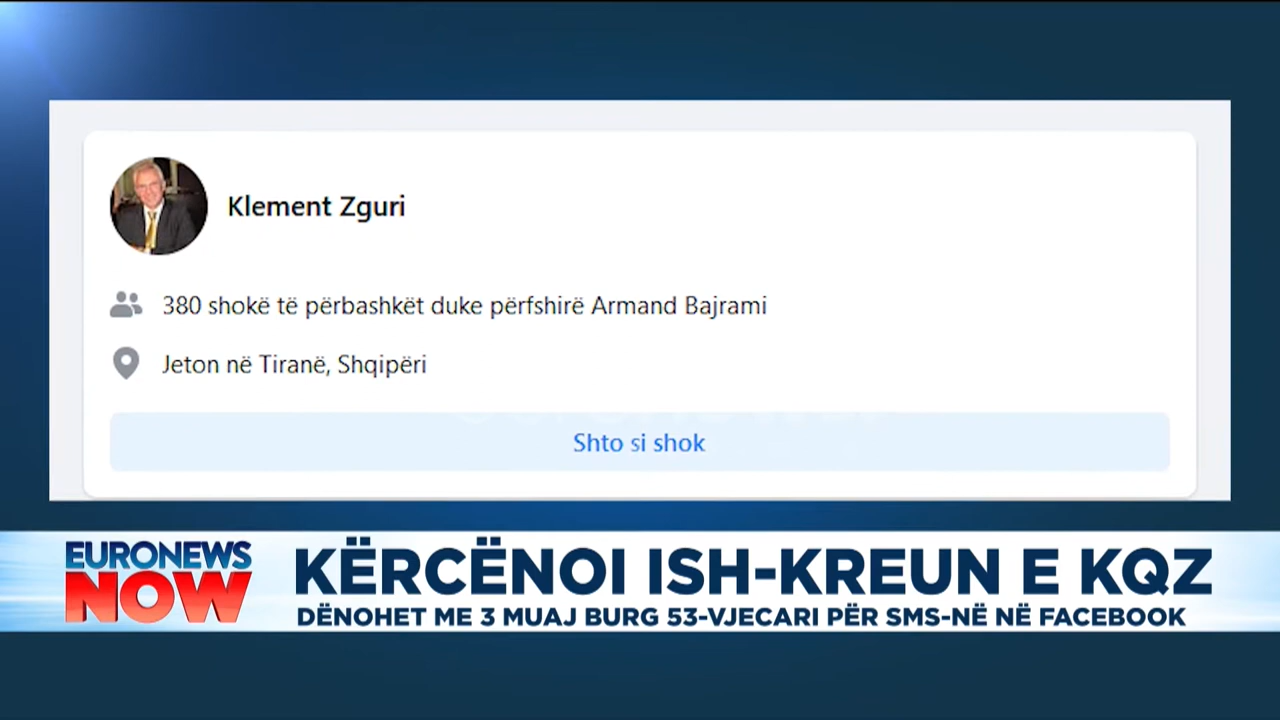 Klement Zguri
380 shokë të përbashkët duke përfshirë Armand Bajrami
Jeton në Tiranë, Shqipëri
Shto si shok
EURONEWS
NOW
KËRCËNOI ISH-KREUN E KQZ
DËNOHET ME 3 MUAJ BURG 53-VJECARI PËR SMS-NË NË FACEBOOK